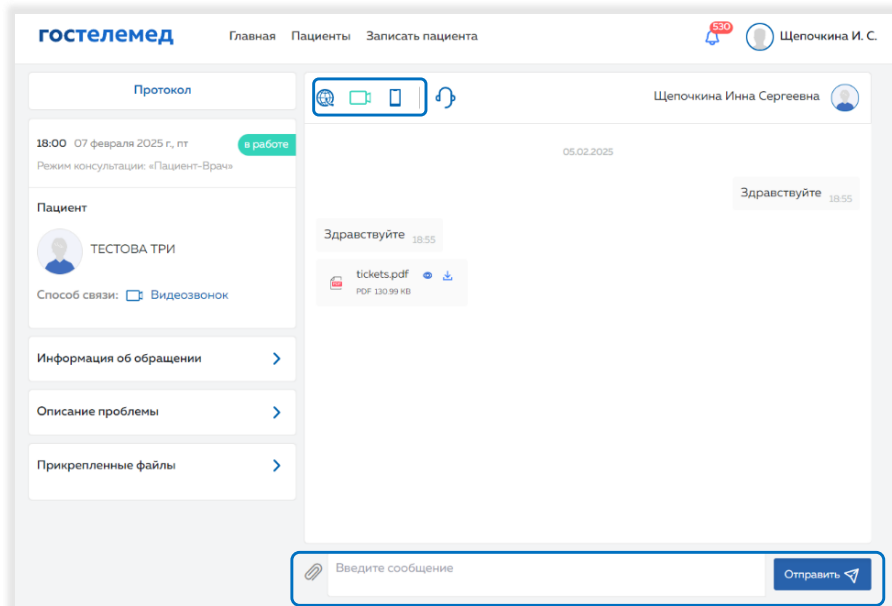 гостелемед
Главная Пациенты Записать пациента
530
Щепочкина И. С.
Протокол
18:00 07 февраля 2025 г., пт
в работе
Режим консультации: «Пациент-Врач»
Пациент
ТЕСТОВА ТРИ
Способ связи: Видеозвонок
Информация об обращении
Описание проблемы
Прикрепленные файлы
Щепочкина Инна Сергеевна
05.02.2025
Здравствуйте 18:55
Здравствуйте 18:55
tickets.pdf
PDF 130.99 KB
Введите сообщение
Отправить